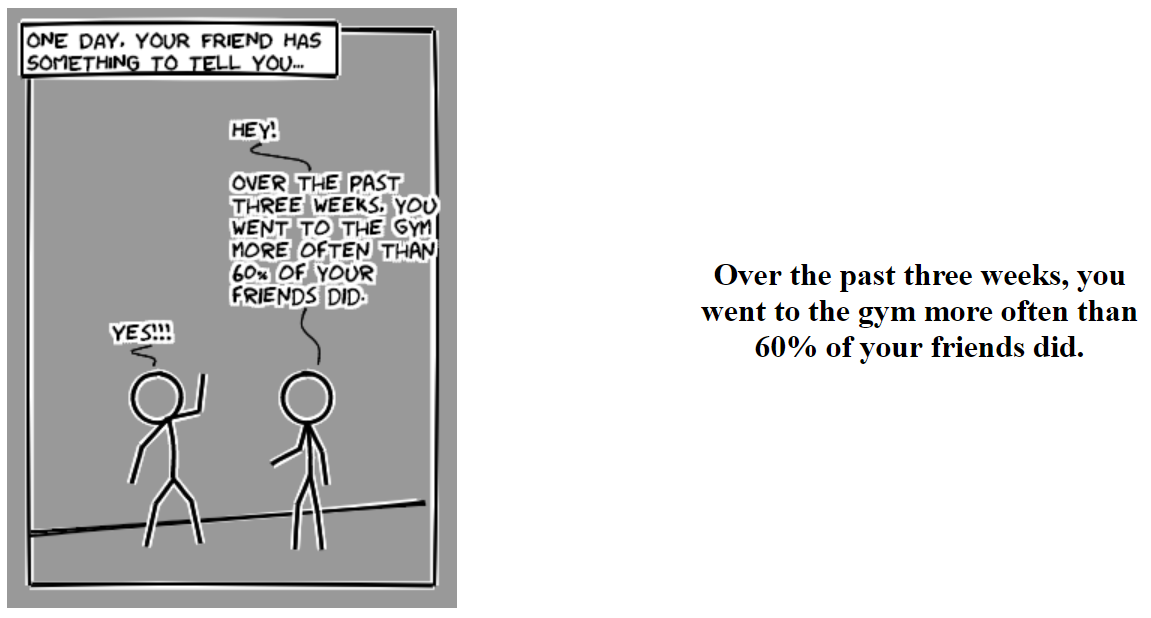 ONE DAY, YOUR FRIEND HAS
SOMETHING TO TELL YOU...
HEY!
OVER THE PAST
THREE WEEKS, YOU
WENT TO THE GYM
MORE OFTEN THAN
60% OF YOUR
FRIENDS DID.
YES!!!
Over the past three weeks, you
went to the gym more often than
60% of your friends did.